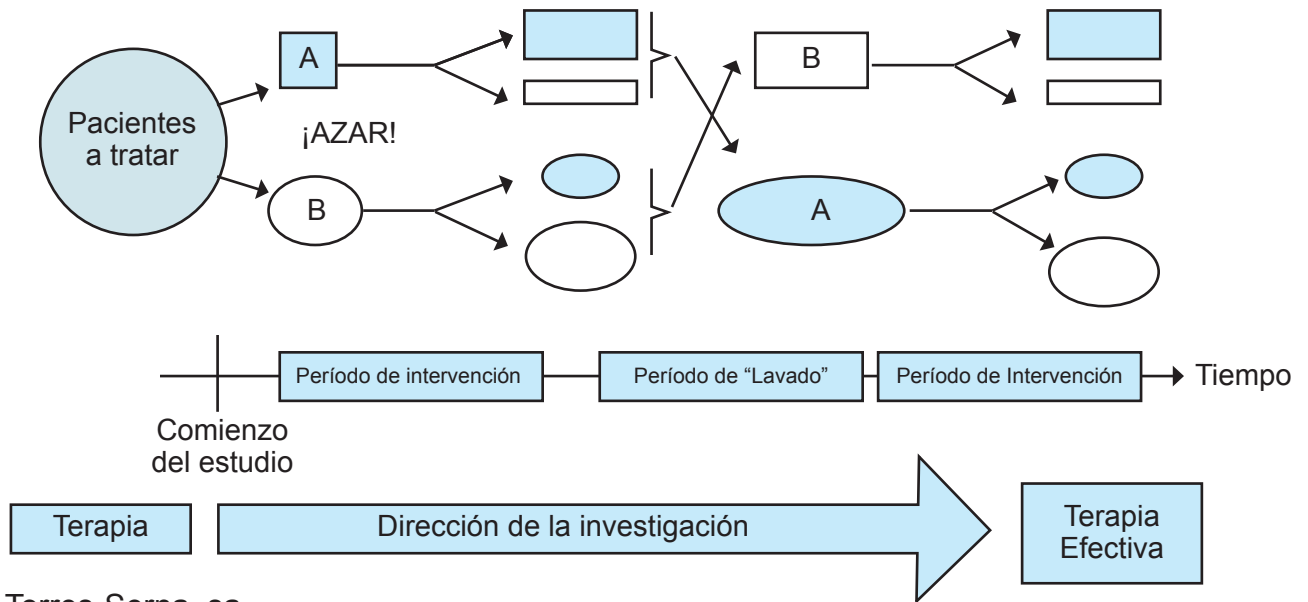 A
B
Pacientes
a tratar
¡AZAR!
B
A
Período de intervención
Período de “Lavado”
Período de Intervención
Tiempo
Comienzo
del estudio
Terapia
Dirección de la investigación
Terapia
Efectiva